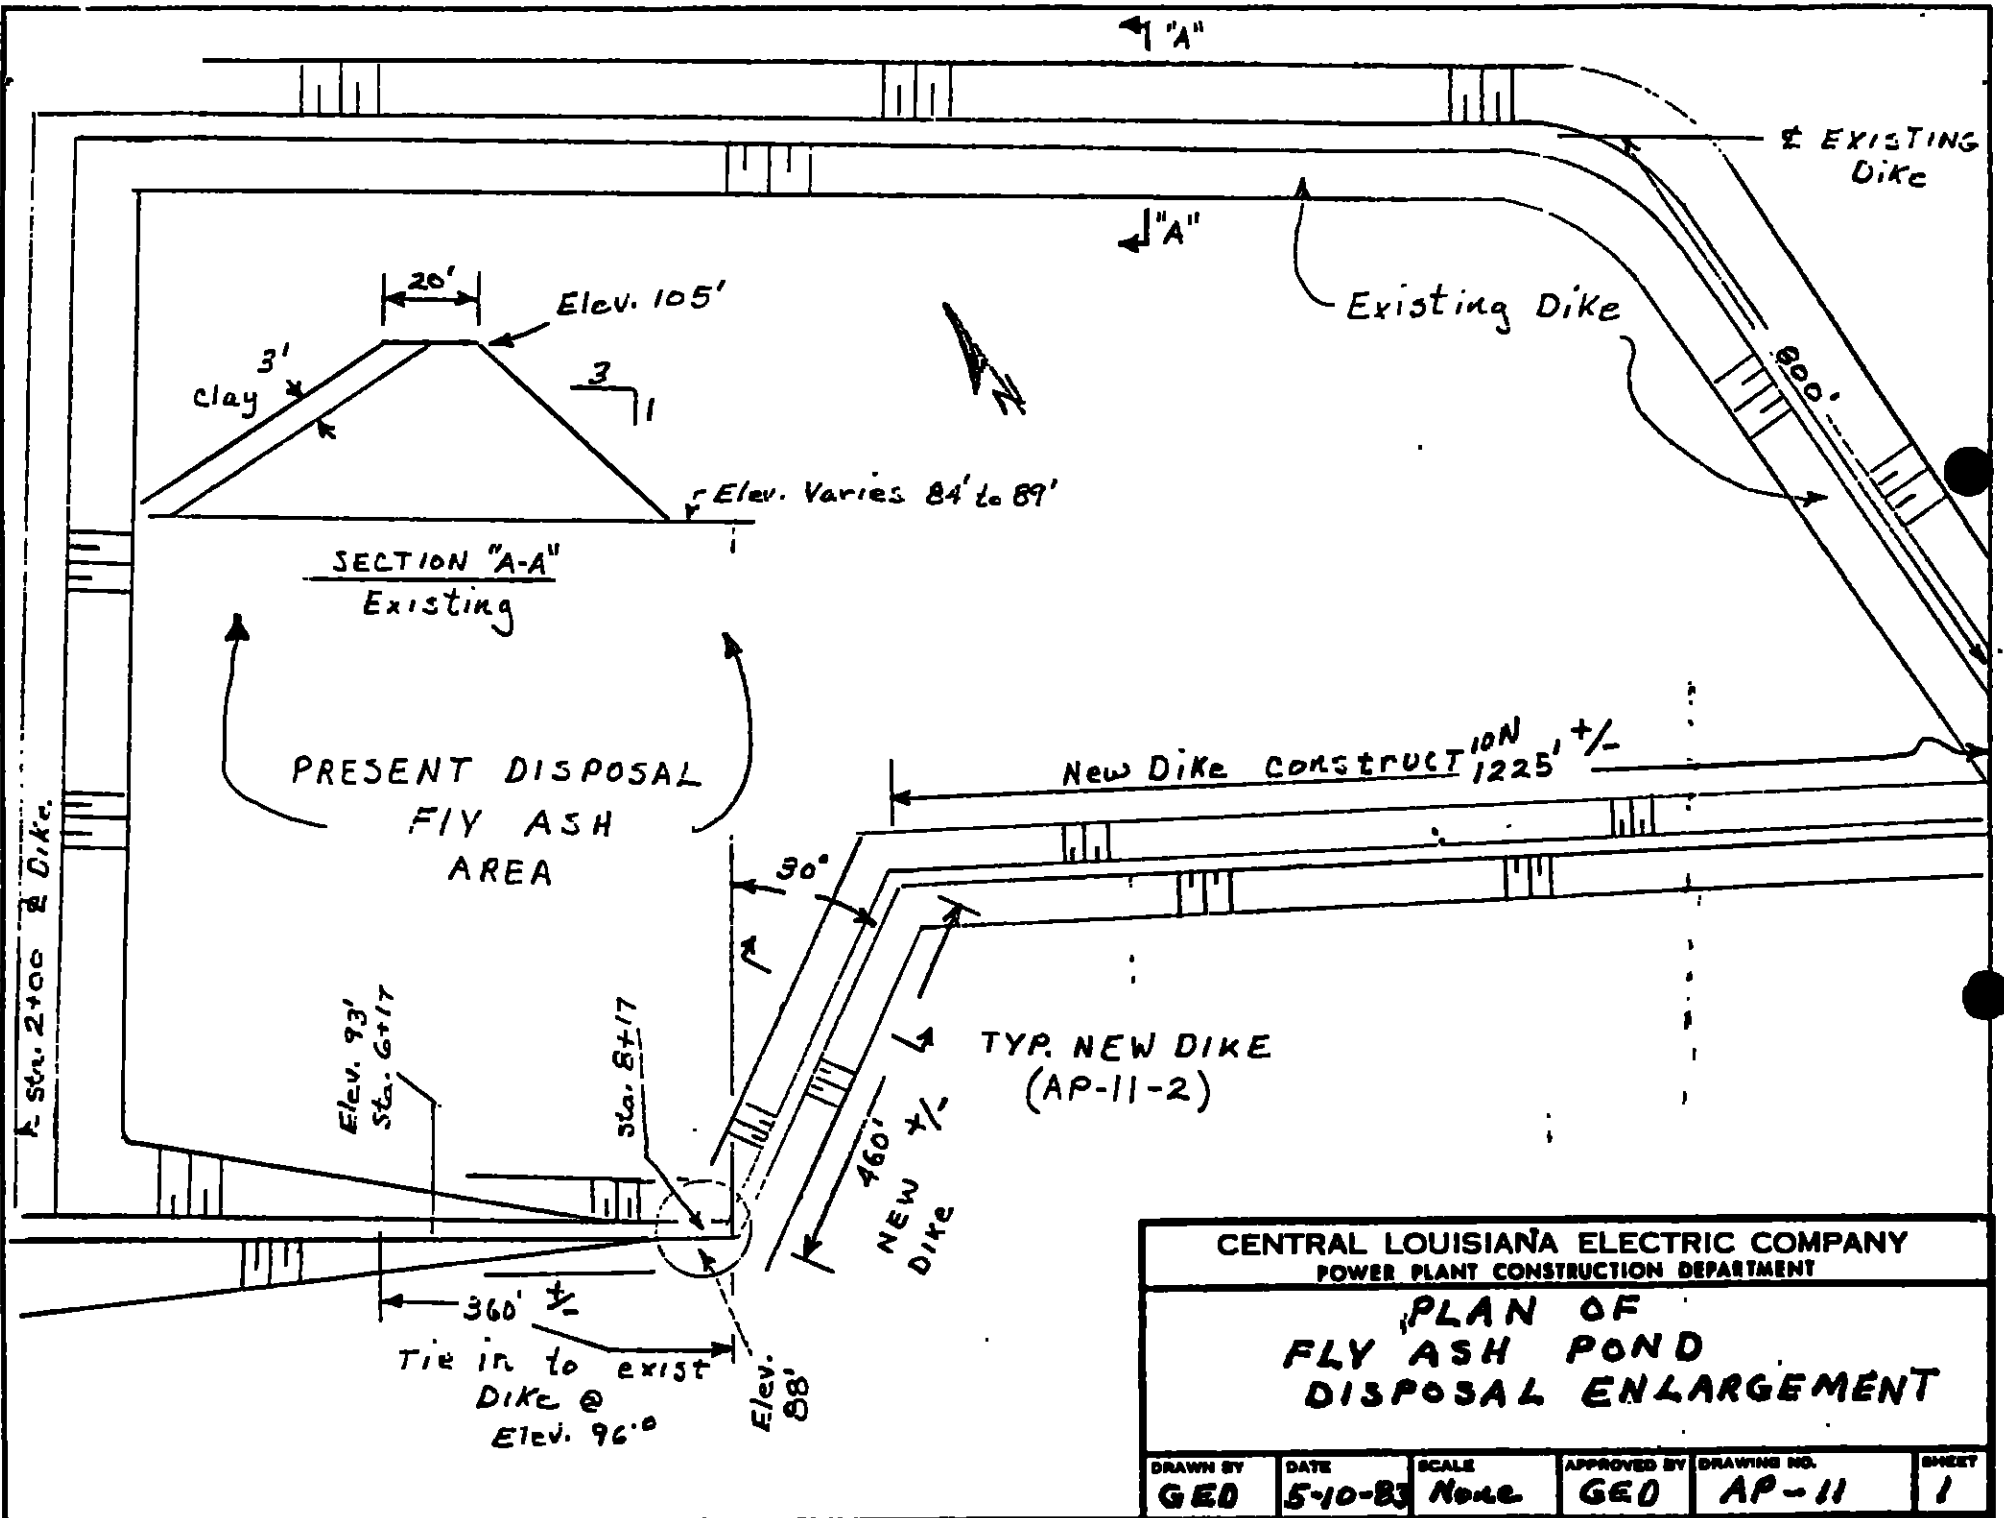 "A"
℄ EXISTING
Dike
"A"
20'
Elev. 105'
Existing Dike
3'
clay
3
1
800'
N
Elev. Varies 84' to 89'
SECTION "A-A"
Existing
PRESENT DISPOSAL
FLY ASH
AREA
New Dike construction 1225' +/-
30°
Sta. 2+00 ℄ Dike
Elev. 93'
Sta. 6+17
Sta. 8+17
TYP. NEW DIKE
(AP-11-2)
460' +/-
NEW
DIKE
360' +/-
Tie in to exist
Dike @
Elev. 96.0
Elev.
88'
CENTRAL LOUISIANA ELECTRIC COMPANY
POWER PLANT CONSTRUCTION DEPARTMENT
PLAN OF
FLY ASH POND
DISPOSAL ENLARGEMENT
DRAWN BY DATE SCALE APPROVED BY DRAWING NO. SHEET
GED 5-10-83 None GED AP-11 1